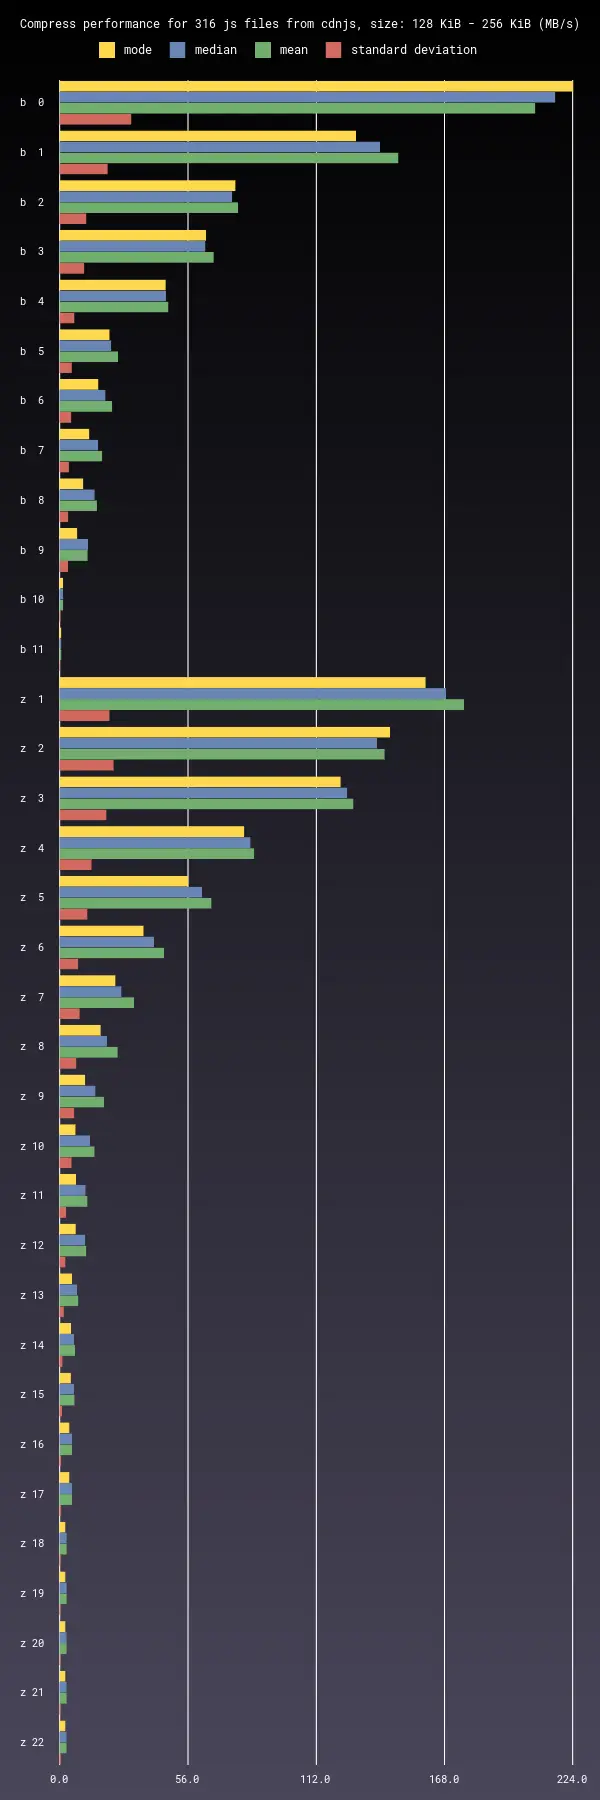 Compress performance for 316 js files from cdnjs, size: 128 KiB - 256 KiB (MB/s)
mode median mean standard deviation
b 0
b 1
b 2
b 3
b 4
b 5
b 6
b 7
b 8
b 9
b 10
b 11
z 1
z 2
z 3
z 4
z 5
z 6
z 7
z 8
z 9
z 10
z 11
z 12
z 13
z 14
z 15
z 16
z 17
z 18
z 19
z 20
z 21
z 22
0.0 56.0 112.0 168.0 224.0